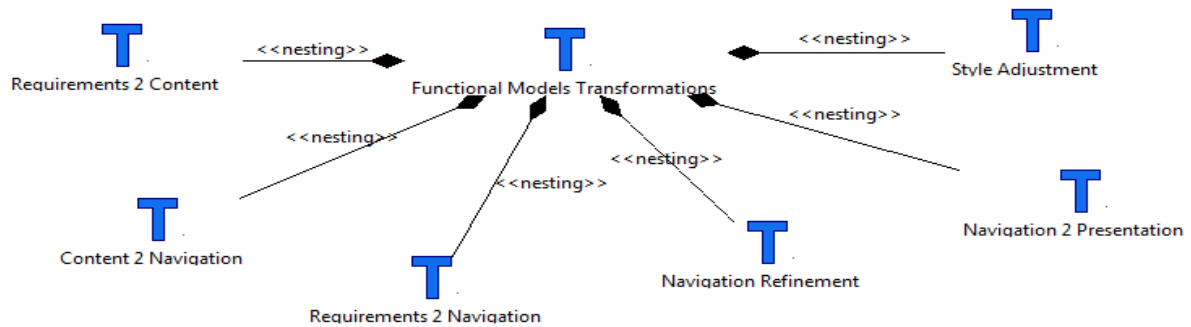 <<nesting>>
<<nesting>>
Requirements 2 Content
Functional Models Transformations
Style Adjustment
<<nesting>>
<<nesting>>
<<nesting>>
<<nesting>>
Content 2 Navigation
Navigation 2 Presentation
Navigation Refinement
Requirements 2 Navigation